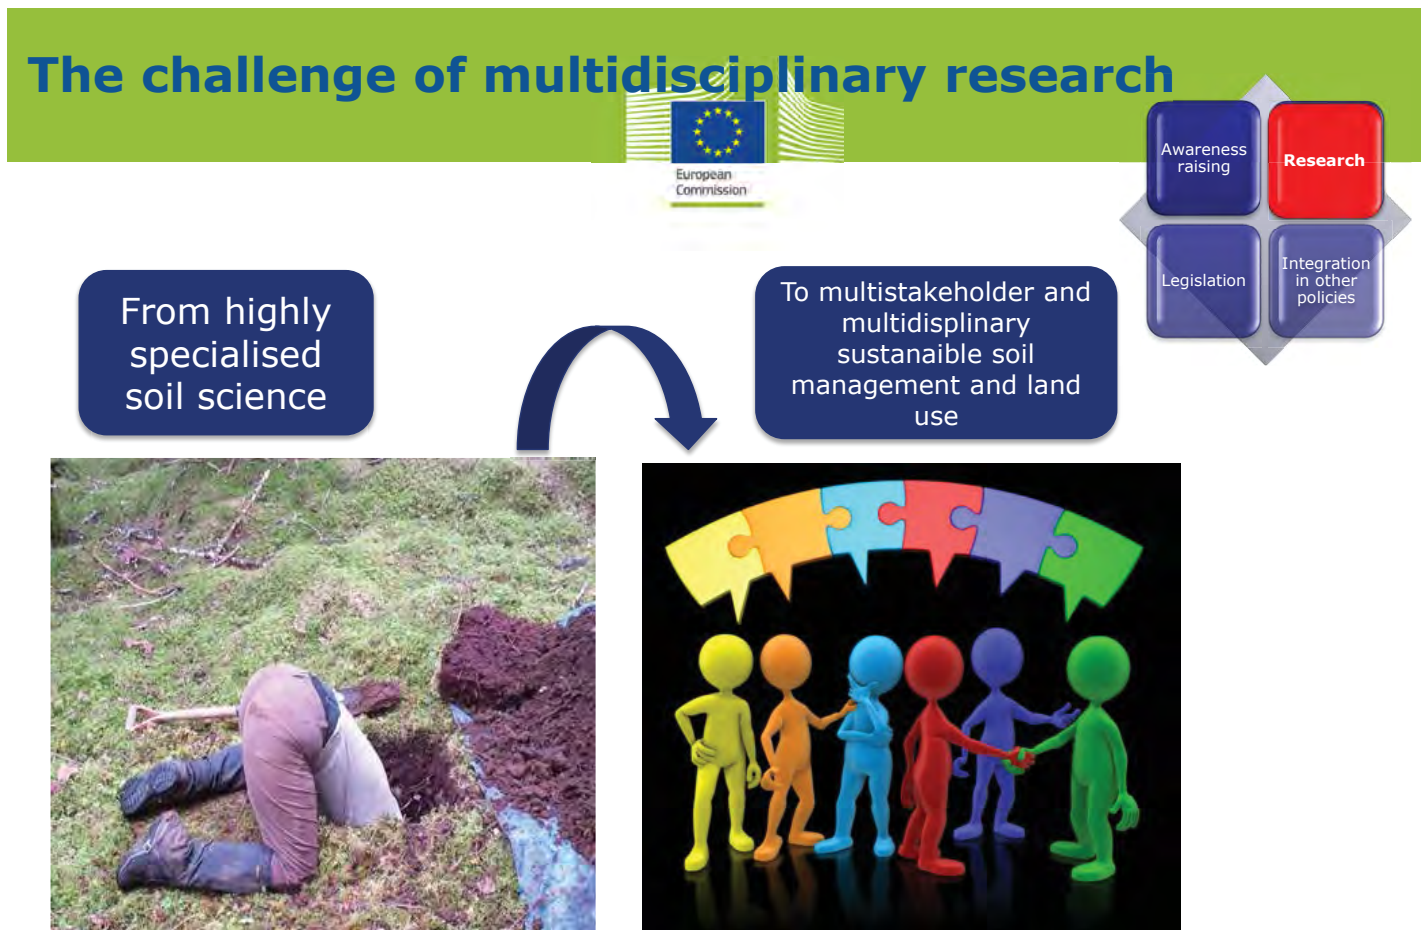 The challenge of multidisciplinary research
European
Commission
Awareness
raising
Research
Legislation
Integration
in other
policies
From highly
specialised
soil science
To multistakeholder and
multidisplinary
sustanaible soil
management and land
use